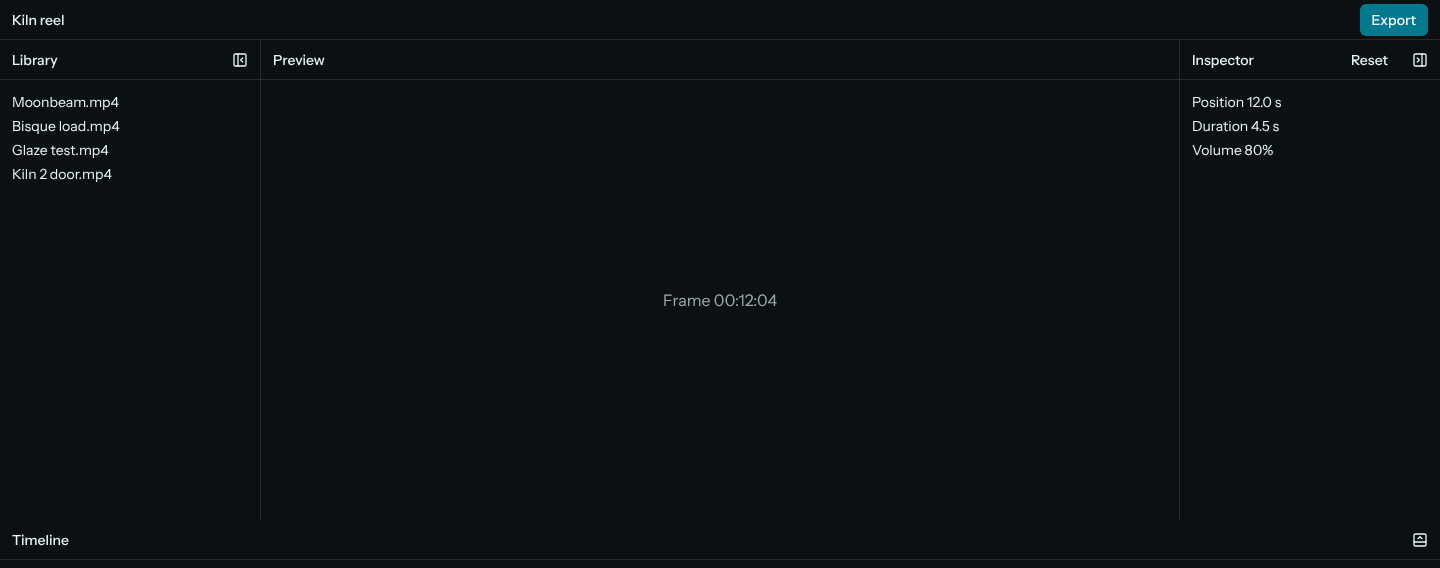 Kiln reel
Export
Library
Preview
Inspector
Reset
Moonbeam.mp4
Bisque load.mp4
Glaze test.mp4
Kiln 2 door.mp4
Frame 00:12:04
Position 12.0 s
Duration 4.5 s
Volume 80%
Timeline